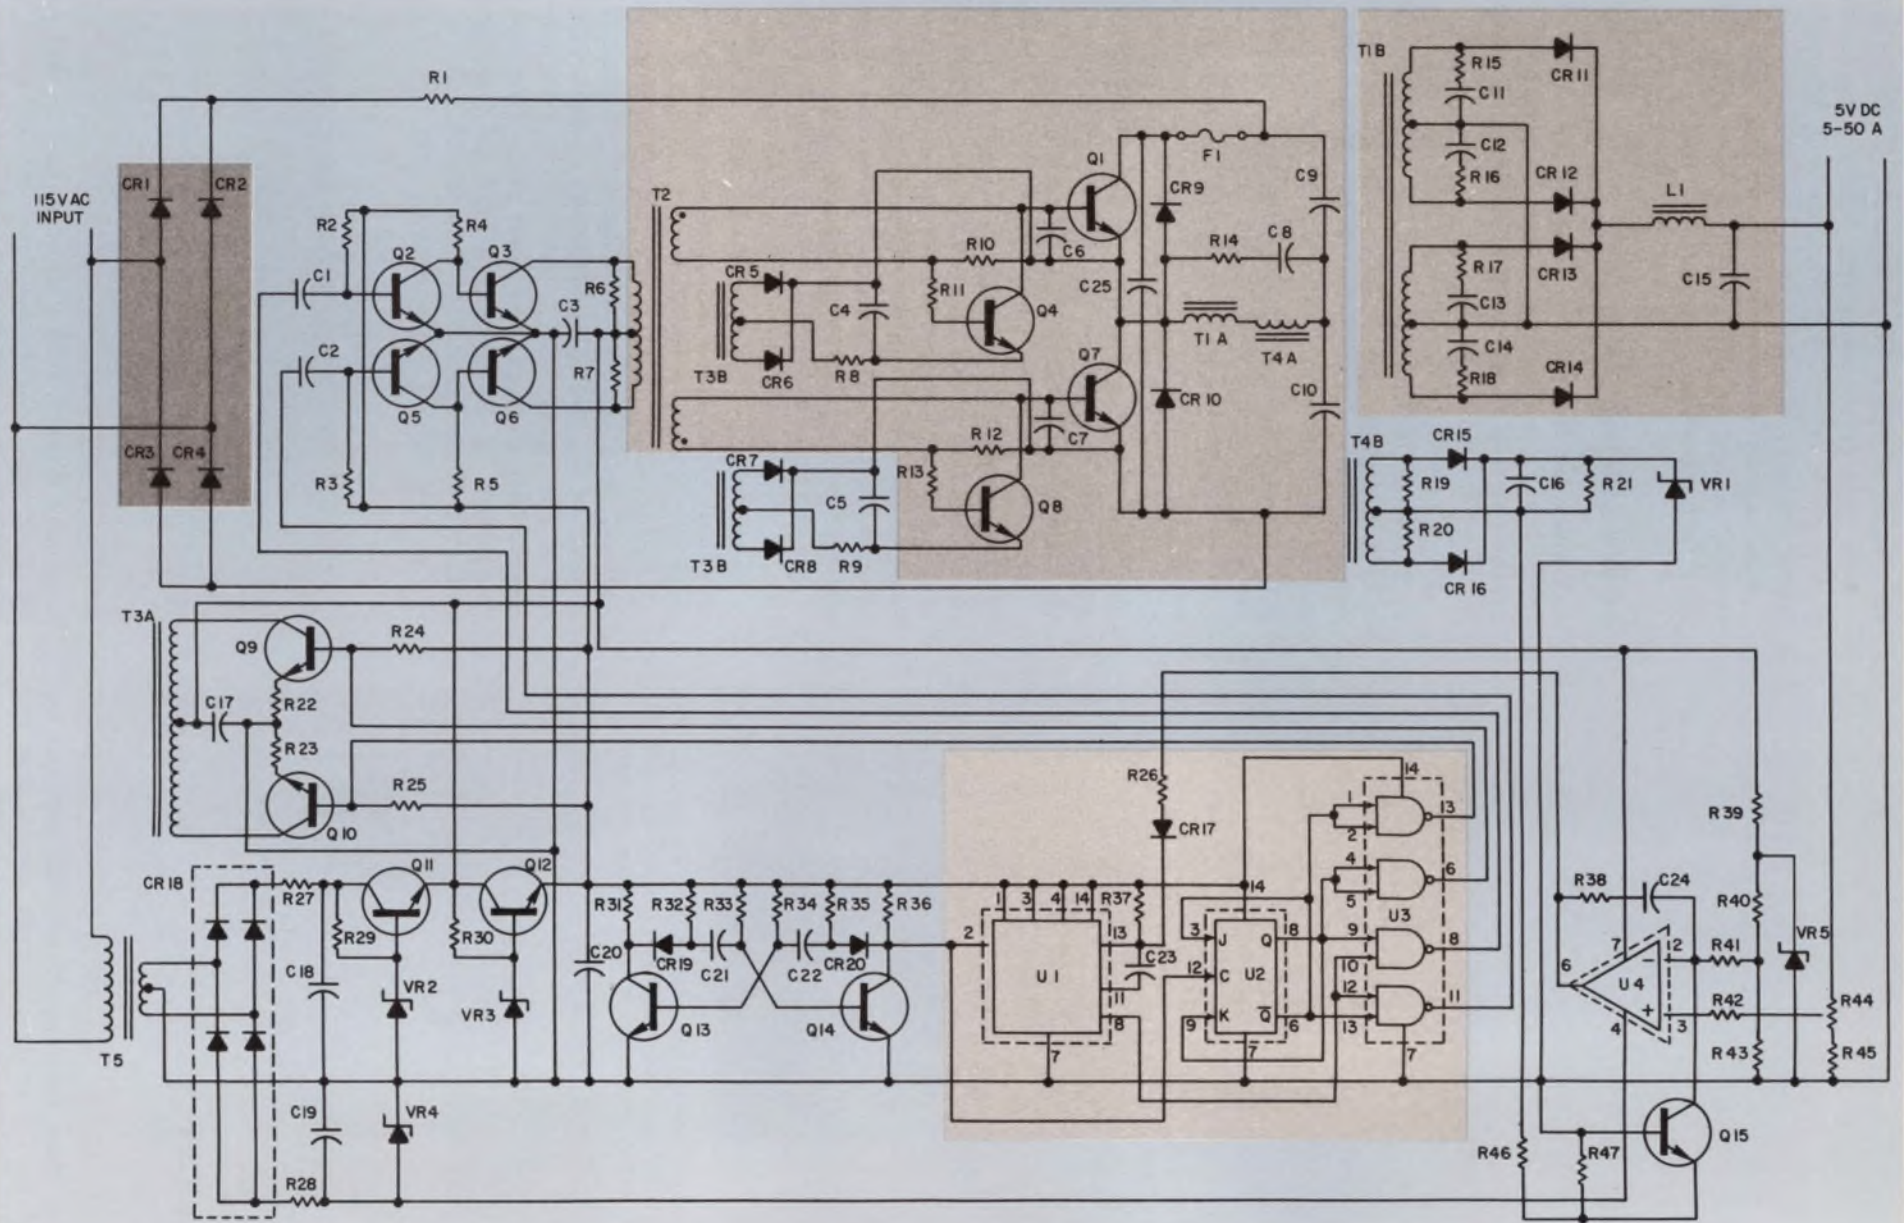 R1
T1B
R15
CR11
C11
5V DC
5-50 A
C12
R16
CR12
L1
CR13
R17
C13
C15
C14
R18
CR14
115VAC
INPUT
CR1
CR2
CR3
CR4
R2
R4
Q2
Q3
C1
C2
C3
R6
R7
Q5
Q6
R3
R5
T2
Q1
F1
CR9
C9
R10
C6
R14
C8
CR5
R11
C4
Q4
C25
T3B
CR6
R8
Q7
T1A
T4A
R12
C7
CR10
C10
CR7
R13
C5
Q8
T3B
CR8
R9
T4B
CR15
R19
C16
R21
VR1
R20
CR16
T3A
Q9
R24
C17
R22
R23
R25
Q10
CR18
R27
Q11
Q12
R29
R30
C18
VR2
VR3
C20
T5
C19
VR4
R28
R31
R32
R33
R34
R35
R36
CR19
C21
C22
CR20
Q13
Q14
R26
CR17
1
3
4
14
R37
2
13
U1
C23
11
8
7
14
3
J
Q
8
12
C
U2
9
K
Q̅
6
7
14
1
2
13
4
5
6
U3
9
10
8
12
13
11
7
R39
R38
C24
R40
VR5
7
2
R41
6
U4
−
+
4
3
R42
R44
R43
R45
R46
R47
Q15